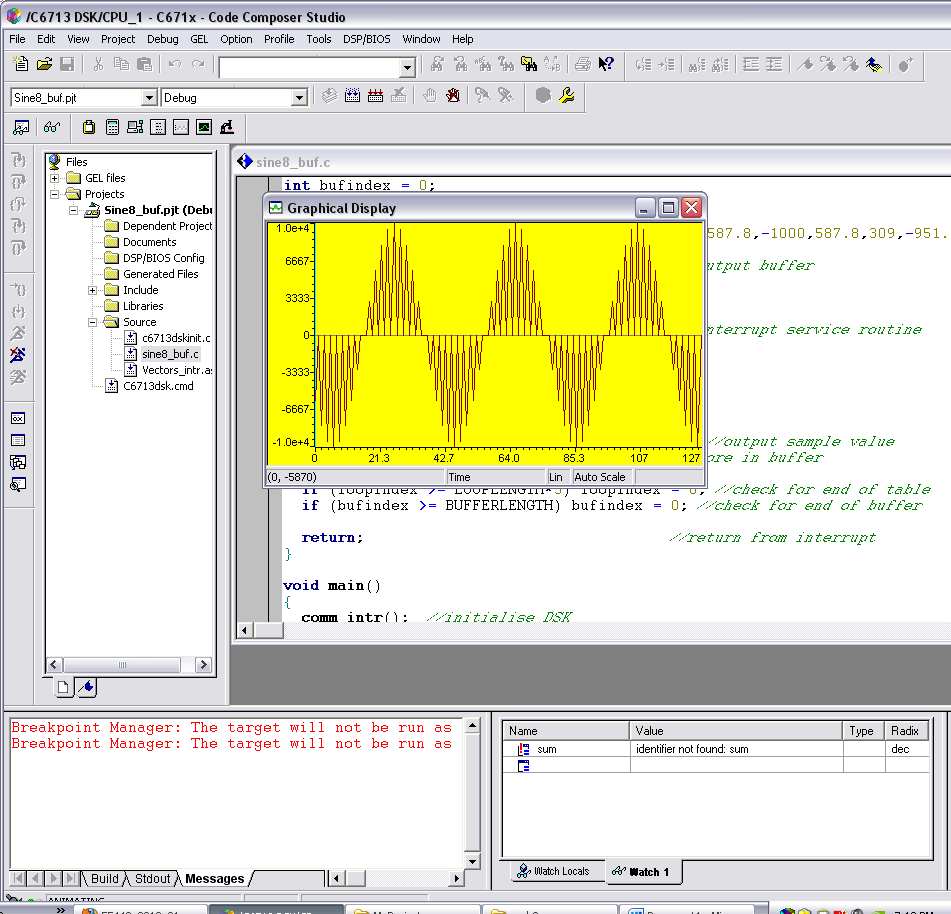 /C6713 DSK/CPU_1 - C671x - Code Composer Studio
File Edit View Project Debug GEL Option Profile Tools DSP/BIOS Window Help
Sine8_buf.pjt Debug
Files
GEL files
Projects
Sine8_buf.pjt (Debu
Dependent Project
Documents
DSP/BIOS Config
Generated Files
Include
Libraries
Source
c6713dskinit.c
sine8_buf.c
Vectors_intr.as
C6713dsk.cmd
sine8_buf.c
int bufindex = 0;
Graphical Display
1.0e+4
6667
3333
0
-3333
-6667
-1.0e+4
0 21.3 42.7 64.0 85.3 107 127
(0, -5870) Time Lin Auto Scale
587.8,-1000,587.8,309,-951.
utput buffer
nterrupt service routine
//output sample value
ore in buffer
if (loopindex >= LOOPLENGTH*5) loopindex = 0; //check for end of table
if (bufindex >= BUFFERLENGTH) bufindex = 0; //check for end of buffer
return; //return from interrupt
}
void main()
{
comm_intr(); //initialise DSK
Breakpoint Manager: The target will not be run as
Breakpoint Manager: The target will not be run as
Build Stdout Messages
Name Value Type Radix
sum identifier not found: sum dec
Watch Locals Watch 1